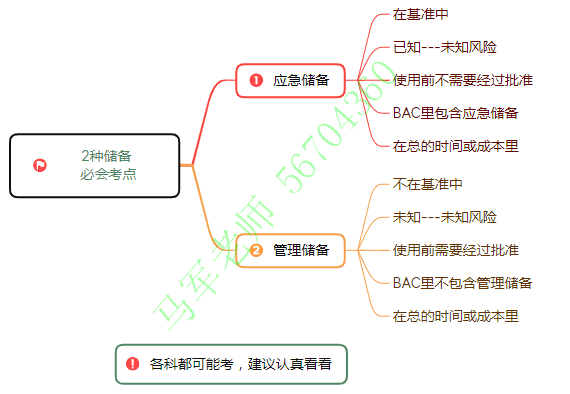 2种储备
必会考点
1 应急储备
在基准中
已知---未知风险
使用前不需要经过批准
BAC里包含应急储备
在总的时间或成本里
2 管理储备
不在基准中
未知---未知风险
使用前需要经过批准
BAC里不包含管理储备
在总的时间或成本里
! 各科都可能考，建议认真看看
马军老师 56704360